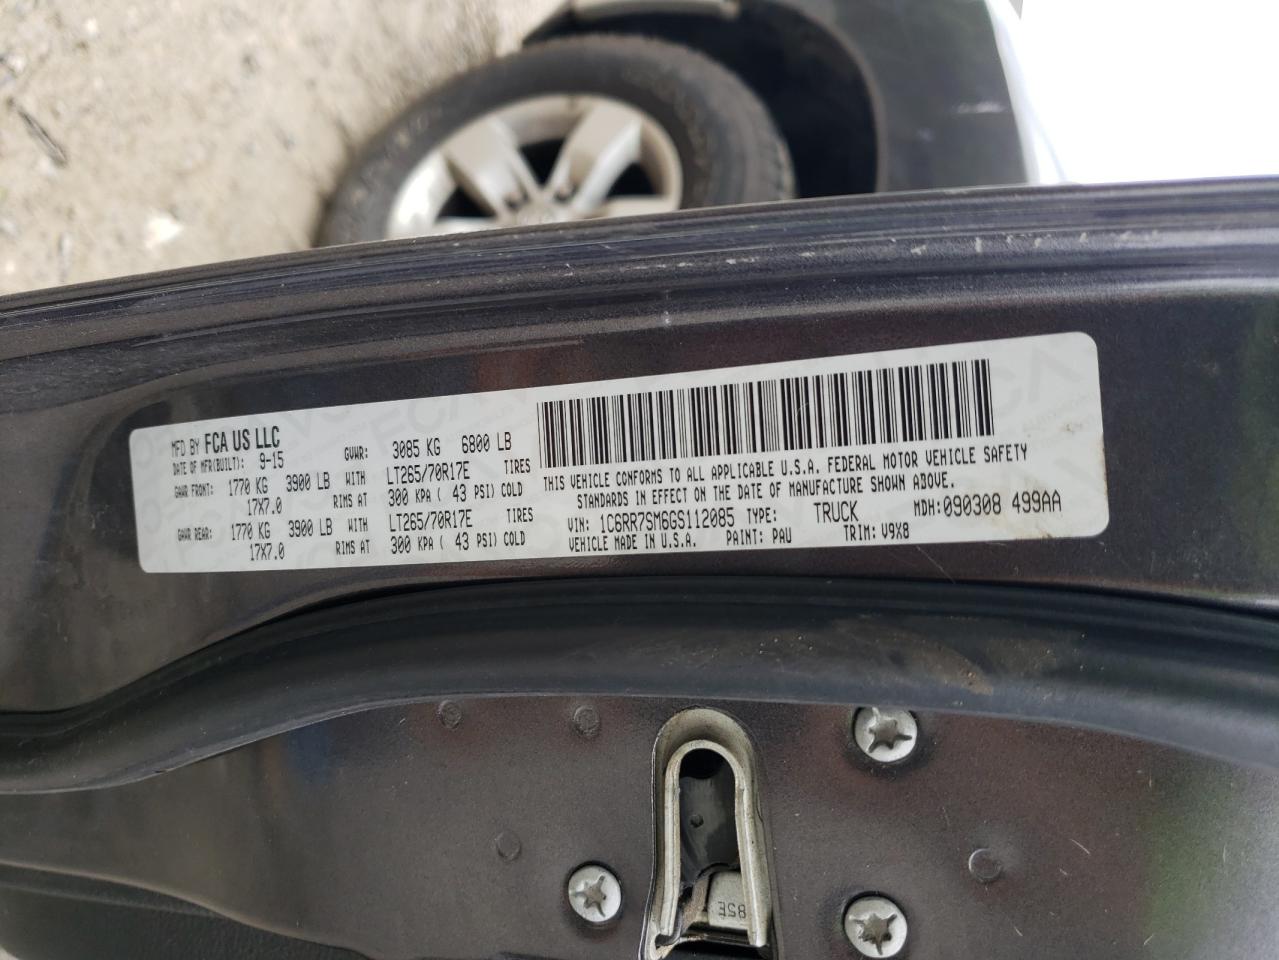 MFD BY FCA US LLC
DATE OF MFR(BUILT): 9-15 GVWR: 3085 KG 6800 LB
GAWR FRONT: 1770 KG 3900 LB WITH LT265/70R17E TIRES
17X7.0 RIMS AT 300 KPA ( 43 PSI) COLD
GAWR REAR: 1770 KG 3900 LB WITH LT265/70R17E TIRES
17X7.0 RIMS AT 300 KPA ( 43 PSI) COLD
THIS VEHICLE CONFORMS TO ALL APPLICABLE U.S.A. FEDERAL MOTOR VEHICLE SAFETY
STANDARDS IN EFFECT ON THE DATE OF MANUFACTURE SHOWN ABOVE.
VIN: 1C6RR7SM6GS112085 TYPE: TRUCK MDH:090308 499AA
VEHICLE MADE IN U.S.A. PAINT: PAU TRIM: V9X8
85E